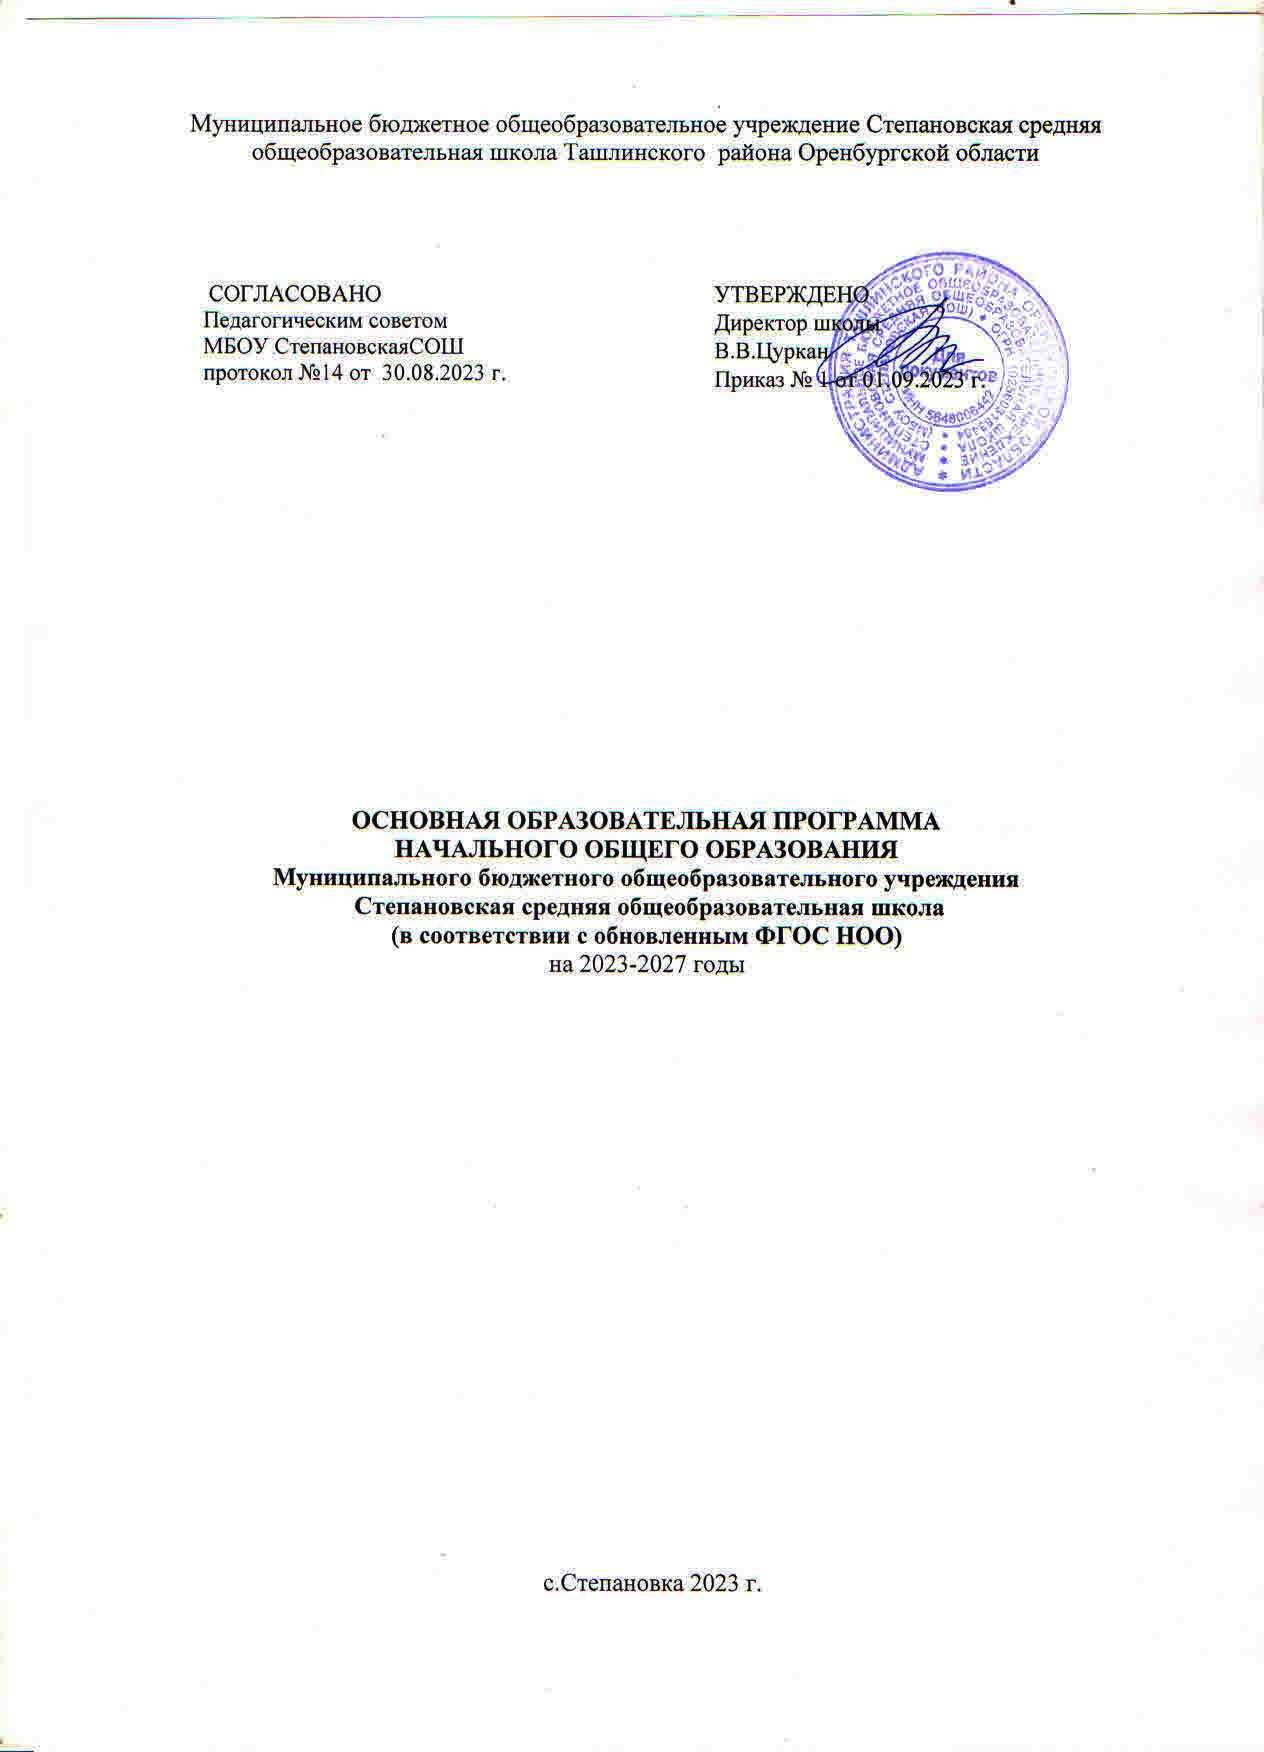 Муниципальное бюджетное общеобразовательное учреждение Степановская средняя
общеобразовательная школа Ташлинского района Оренбургской области
СОГЛАСОВАНО
Педагогическим советом
МБОУ СтепановскаяСОШ
протокол №14 от 30.08.2023 г.
УТВЕРЖДЕНО
Директор школы
В.В.Цуркан
Приказ № 1 от 01.09.2023 г.
Для
документов
ОСНОВНАЯ ОБРАЗОВАТЕЛЬНАЯ ПРОГРАММА
НАЧАЛЬНОГО ОБЩЕГО ОБРАЗОВАНИЯ
Муниципального бюджетного общеобразовательного учреждения
Степановская средняя общеобразовательная школа
(в соответствии с обновленным ФГОС НОО)
на 2023-2027 годы
с.Степановка 2023 г.